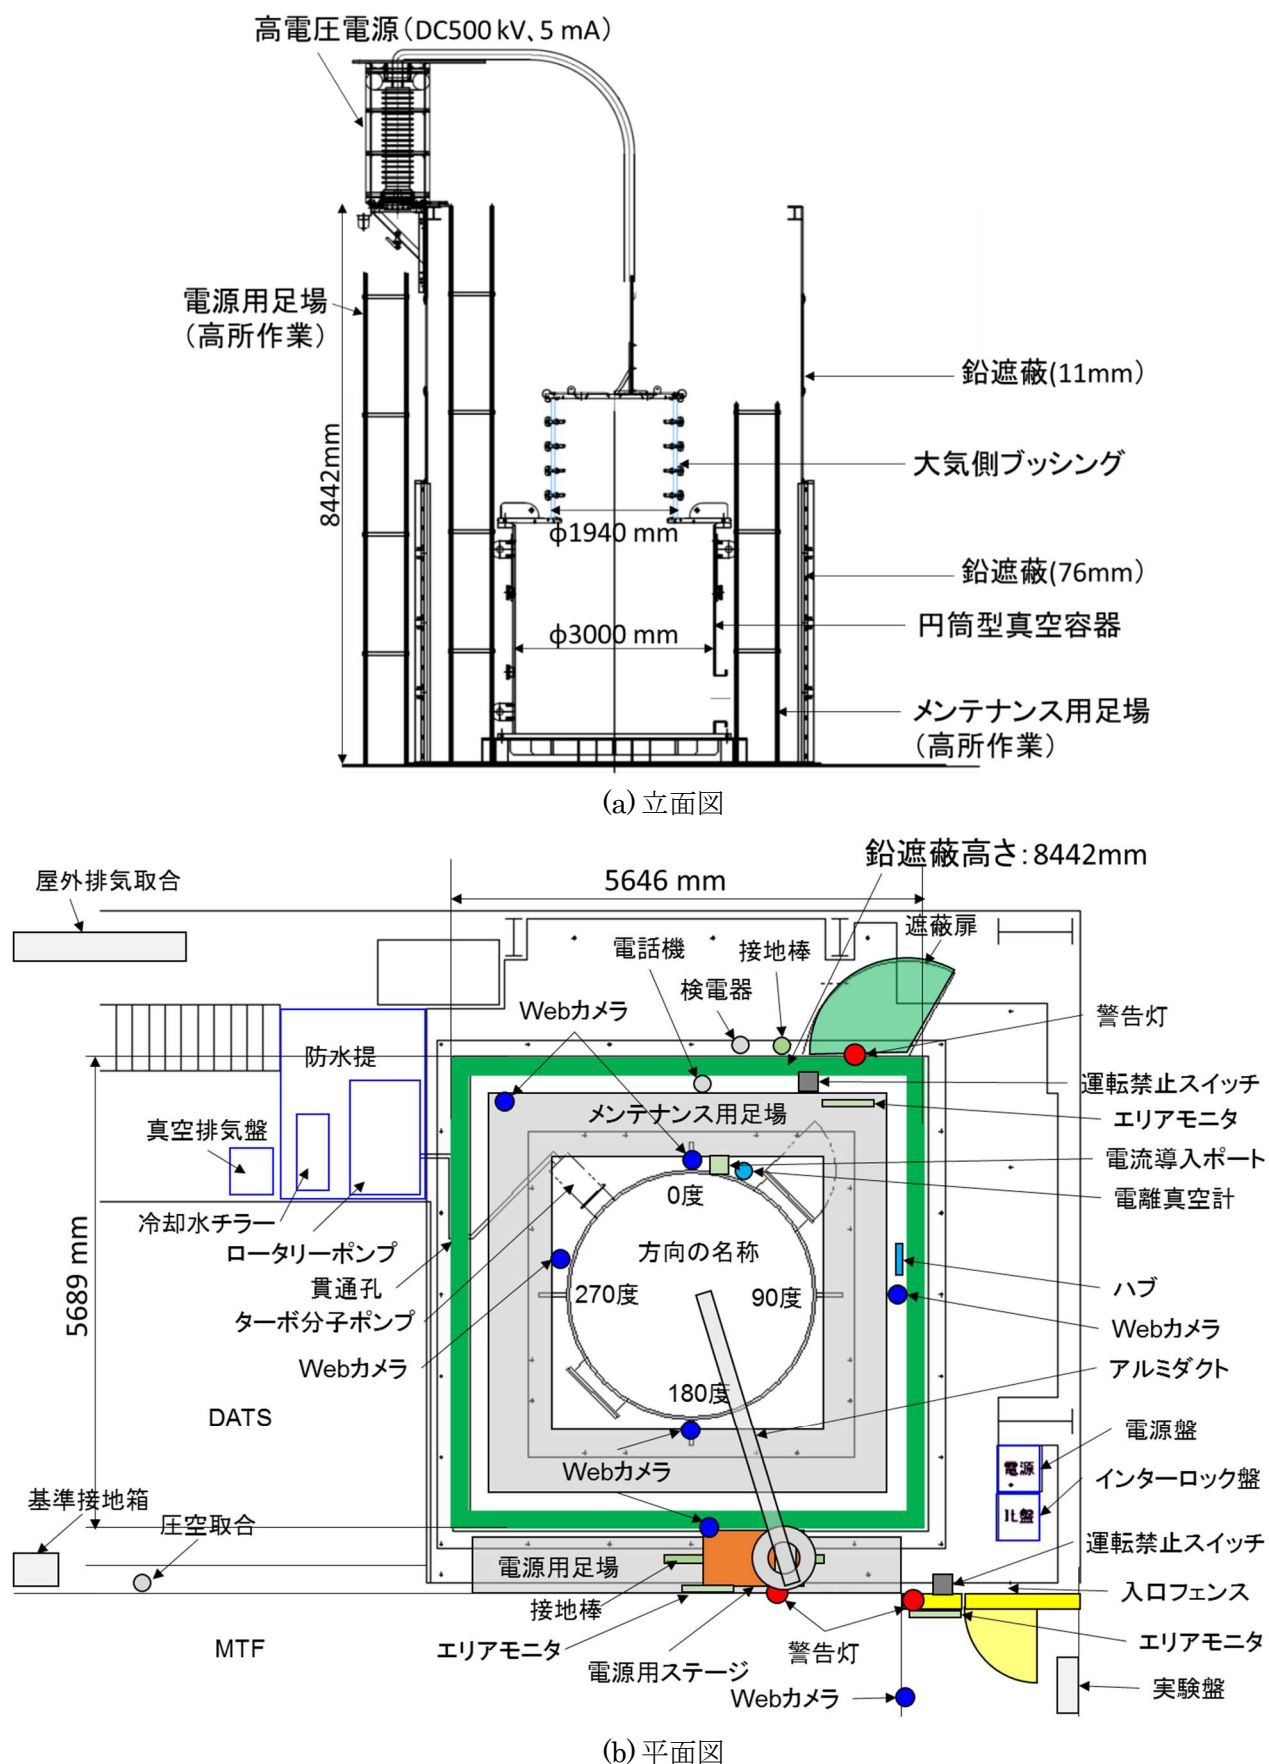 高電圧電源（DC500 kV、5 mA）
電源用足場
（高所作業）
鉛遮蔽(11mm）
8442mm
大気側ブッシング
φ1940 mm
鉛遮蔽(76mm）
円筒型真空容器
φ3000 mm
メンテナンス用足場
（高所作業）
(a) 立面図
鉛遮蔽高さ：8442mm
屋外排気取合
5646 mm
遮蔽扉
電話機
接地棒
検電器
Webカメラ
警告灯
防水提
運転禁止スイッチ
メンテナンス用足場
エリアモニタ
真空排気盤
電流導入ポート
0度
電離真空計
冷却水チラー
ロータリーポンプ
方向の名称
貫通孔
ハブ
5689 mm
270度
90度
ターボ分子ポンプ
Webカメラ
Webカメラ
アルミダクト
180度
DATS
電源盤
Webカメラ
電源
インターロック盤
基準接地箱
IL盤
圧空取合
運転禁止スイッチ
電源用足場
入口フェンス
接地棒
エリアモニタ
エリアモニタ
MTF
警告灯
電源用ステージ
実験盤
Webカメラ
(b) 平面図